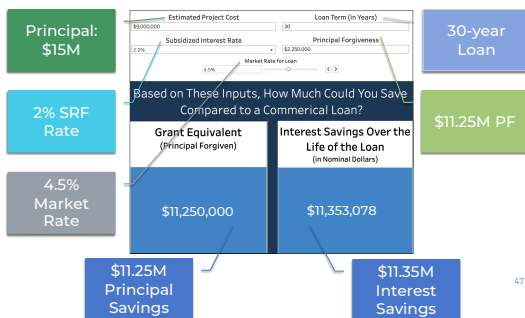 Principal:
$15M
Estimated Project Cost
$9,000,000
Loan Term (in Years)
30
30-year
Loan
Subsidized Interest Rate
2.0%
Principal Forgiveness
$2,250,000
Market Rate for Loan
4.5%
2% SRF
Rate
$11.25M PF
4.5%
Market
Rate
Based on These Inputs, How Much Could You Save
Compared to a Commerical Loan?
Grant Equivalent
(Principal Forgiven)
Interest Savings Over the
Life of the Loan
(in Nominal Dollars)
$11,250,000
$11,353,078
$11.25M
Principal
Savings
$11.35M
Interest
Savings
47